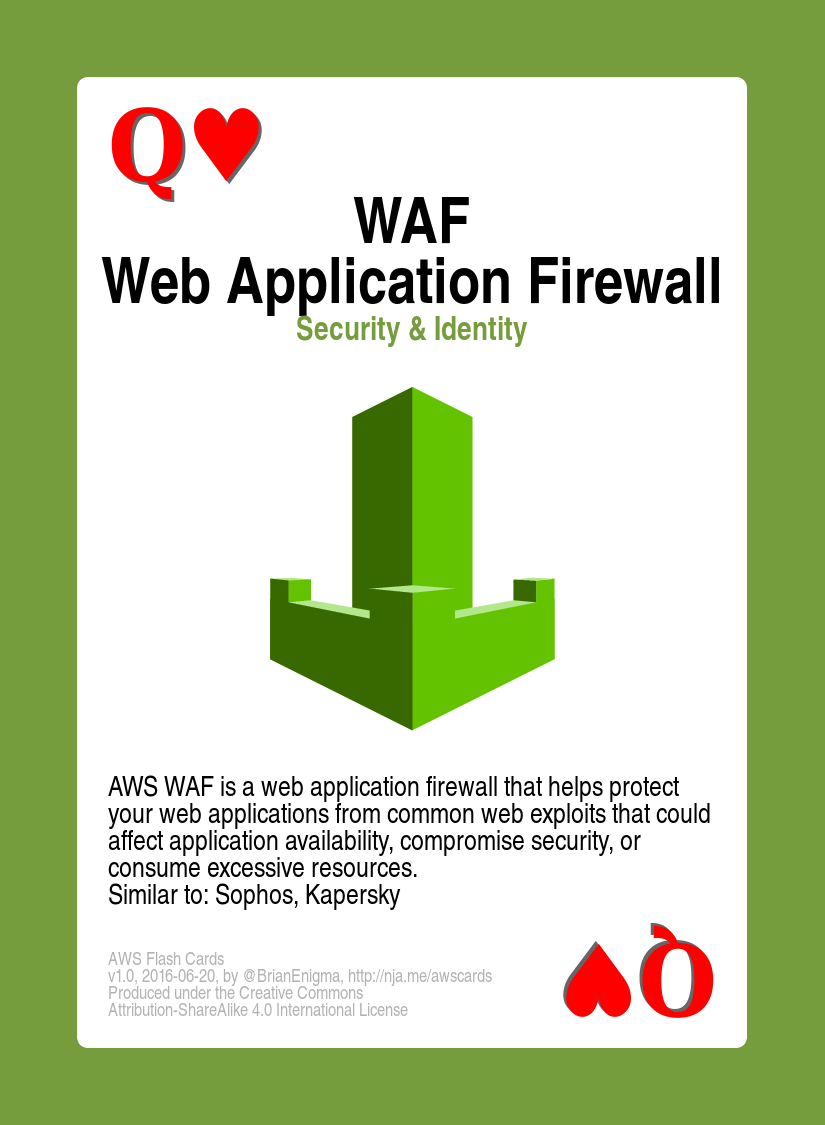 Q♥
WAF
Web Application Firewall
Security & Identity
AWS WAF is a web application firewall that helps protect
your web applications from common web exploits that could
affect application availability, compromise security, or
consume excessive resources.
Similar to: Sophos, Kapersky
AWS Flash Cards
v1.0, 2016-06-20, by @BrianEnigma, http://nja.me/awscards
Produced under the Creative Commons
Attribution-ShareAlike 4.0 International License
Q♥